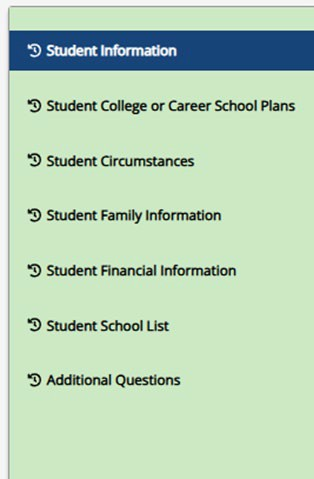 Student Information
Student College or Career School Plans
Student Circumstances
Student Family Information
Student Financial Information
Student School List
Additional Questions